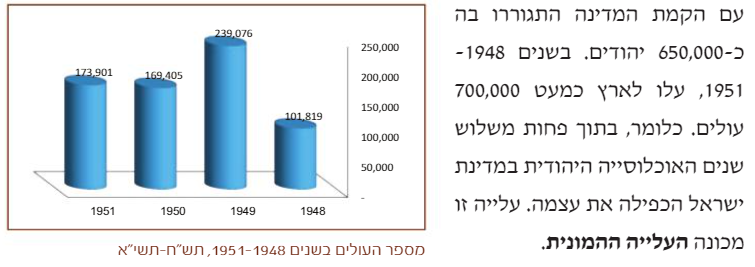 עם הקמת המדינה התגוררו בה
כ-650,000 יהודים. בשנים 1948-
1951, עלו לארץ כמעט 700,000
עולים. כלומר, בתוך פחות משלוש
שנים האוכלוסייה היהודית במדינת
ישראל הכפילה את עצמה. עלייה זו
מכונה העלייה ההמונית.
239,076
173,901
169,405
101,819
250,000
200,000
150,000
100,000
50,000
-
1951 1950 1949 1948
מספר העולים בשנים 1951-1948, תש"ח-תשי"א